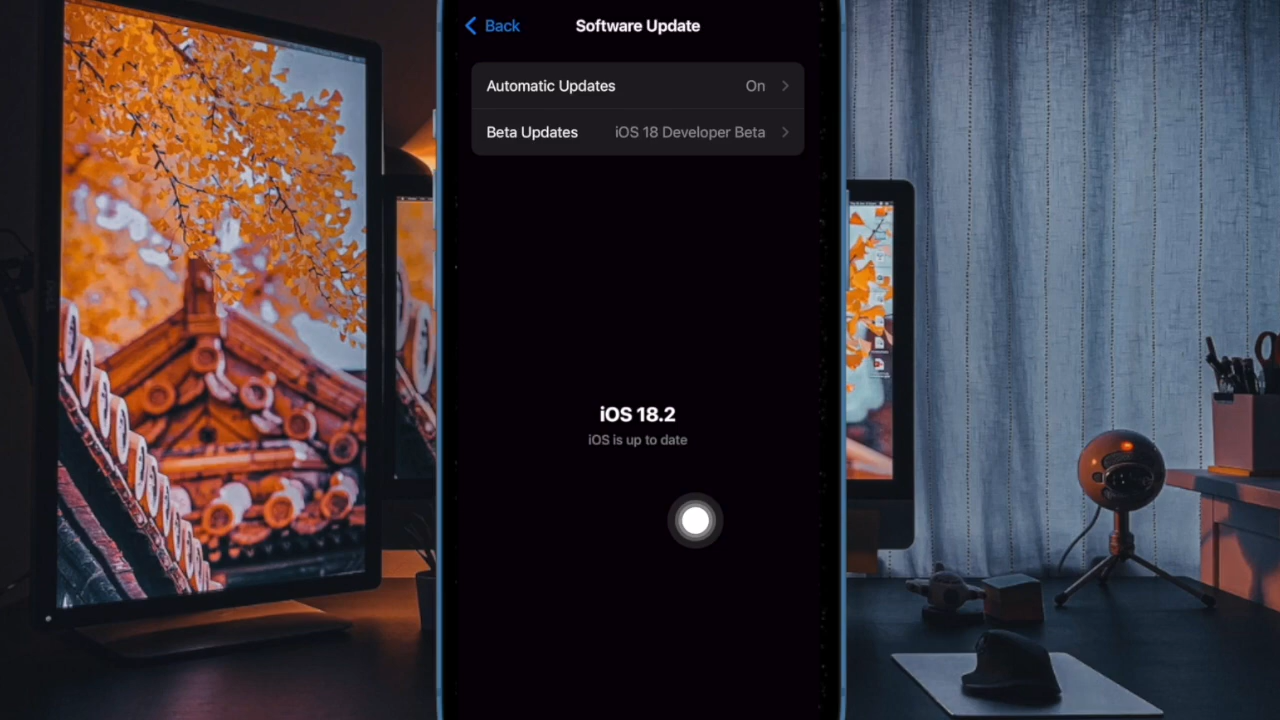 Back
Software Update
Automatic Updates On
Beta Updates iOS 18 Developer Beta
iOS 18.2
iOS is up to date